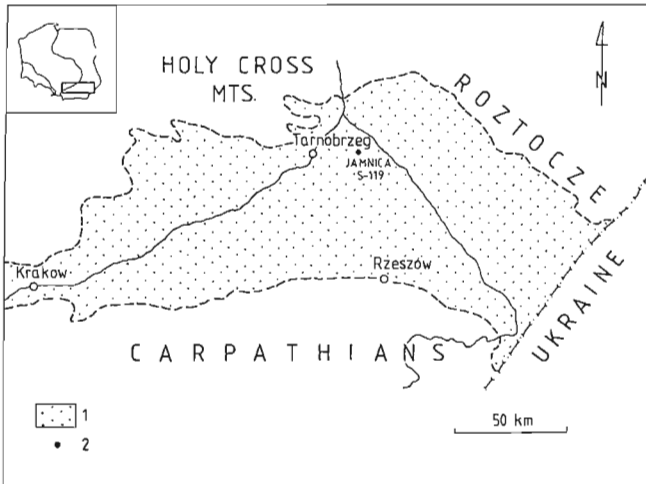 HOLY CROSS
MTS.
N
ROZTOCZE
Tarnobrzeg
JAMNICA
S-119
Krakow
Rzeszów
UKRAINE
CARPATHIANS
1
2
50 km